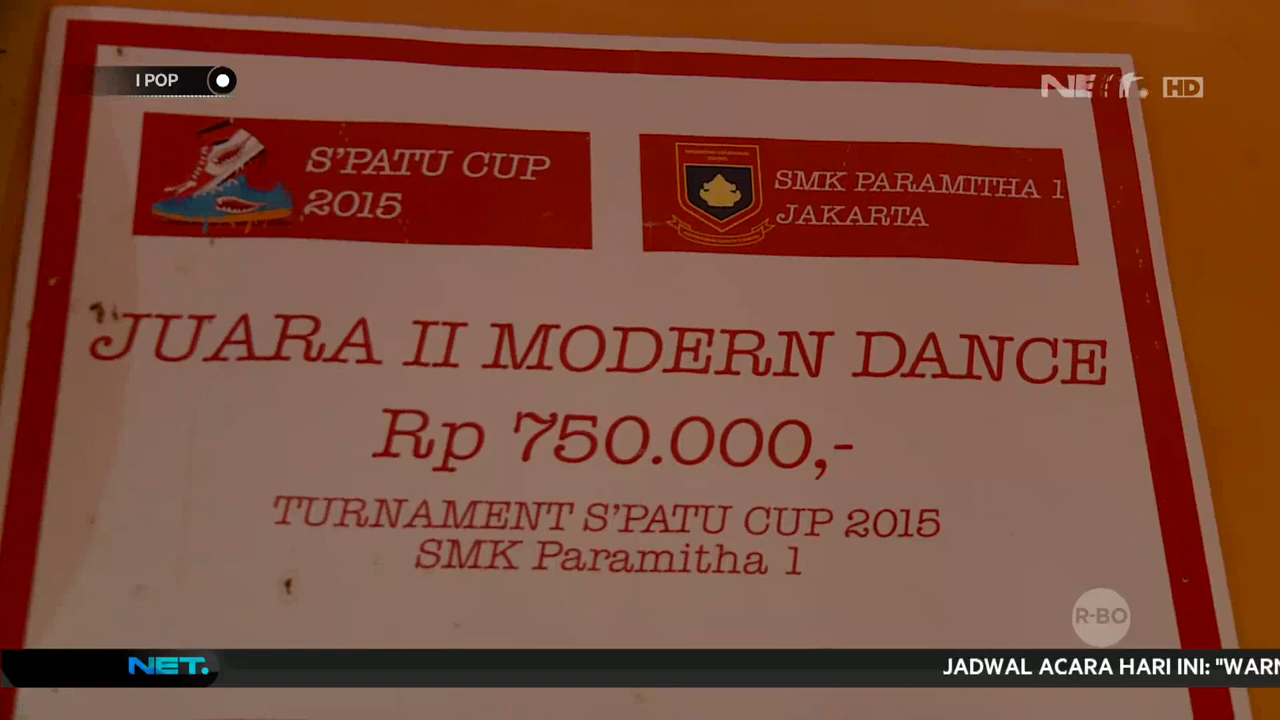 I POP
NET.
HD
S'PATU CUP
2015
SMK PARAMITHA 1
JAKARTA
JUARA II MODERN DANCE
Rp 750.000,-
TURNAMENT S'PATU CUP 2015
SMK Paramitha 1
R-BO
NET.
JADWAL ACARA HARI INI: "WARN